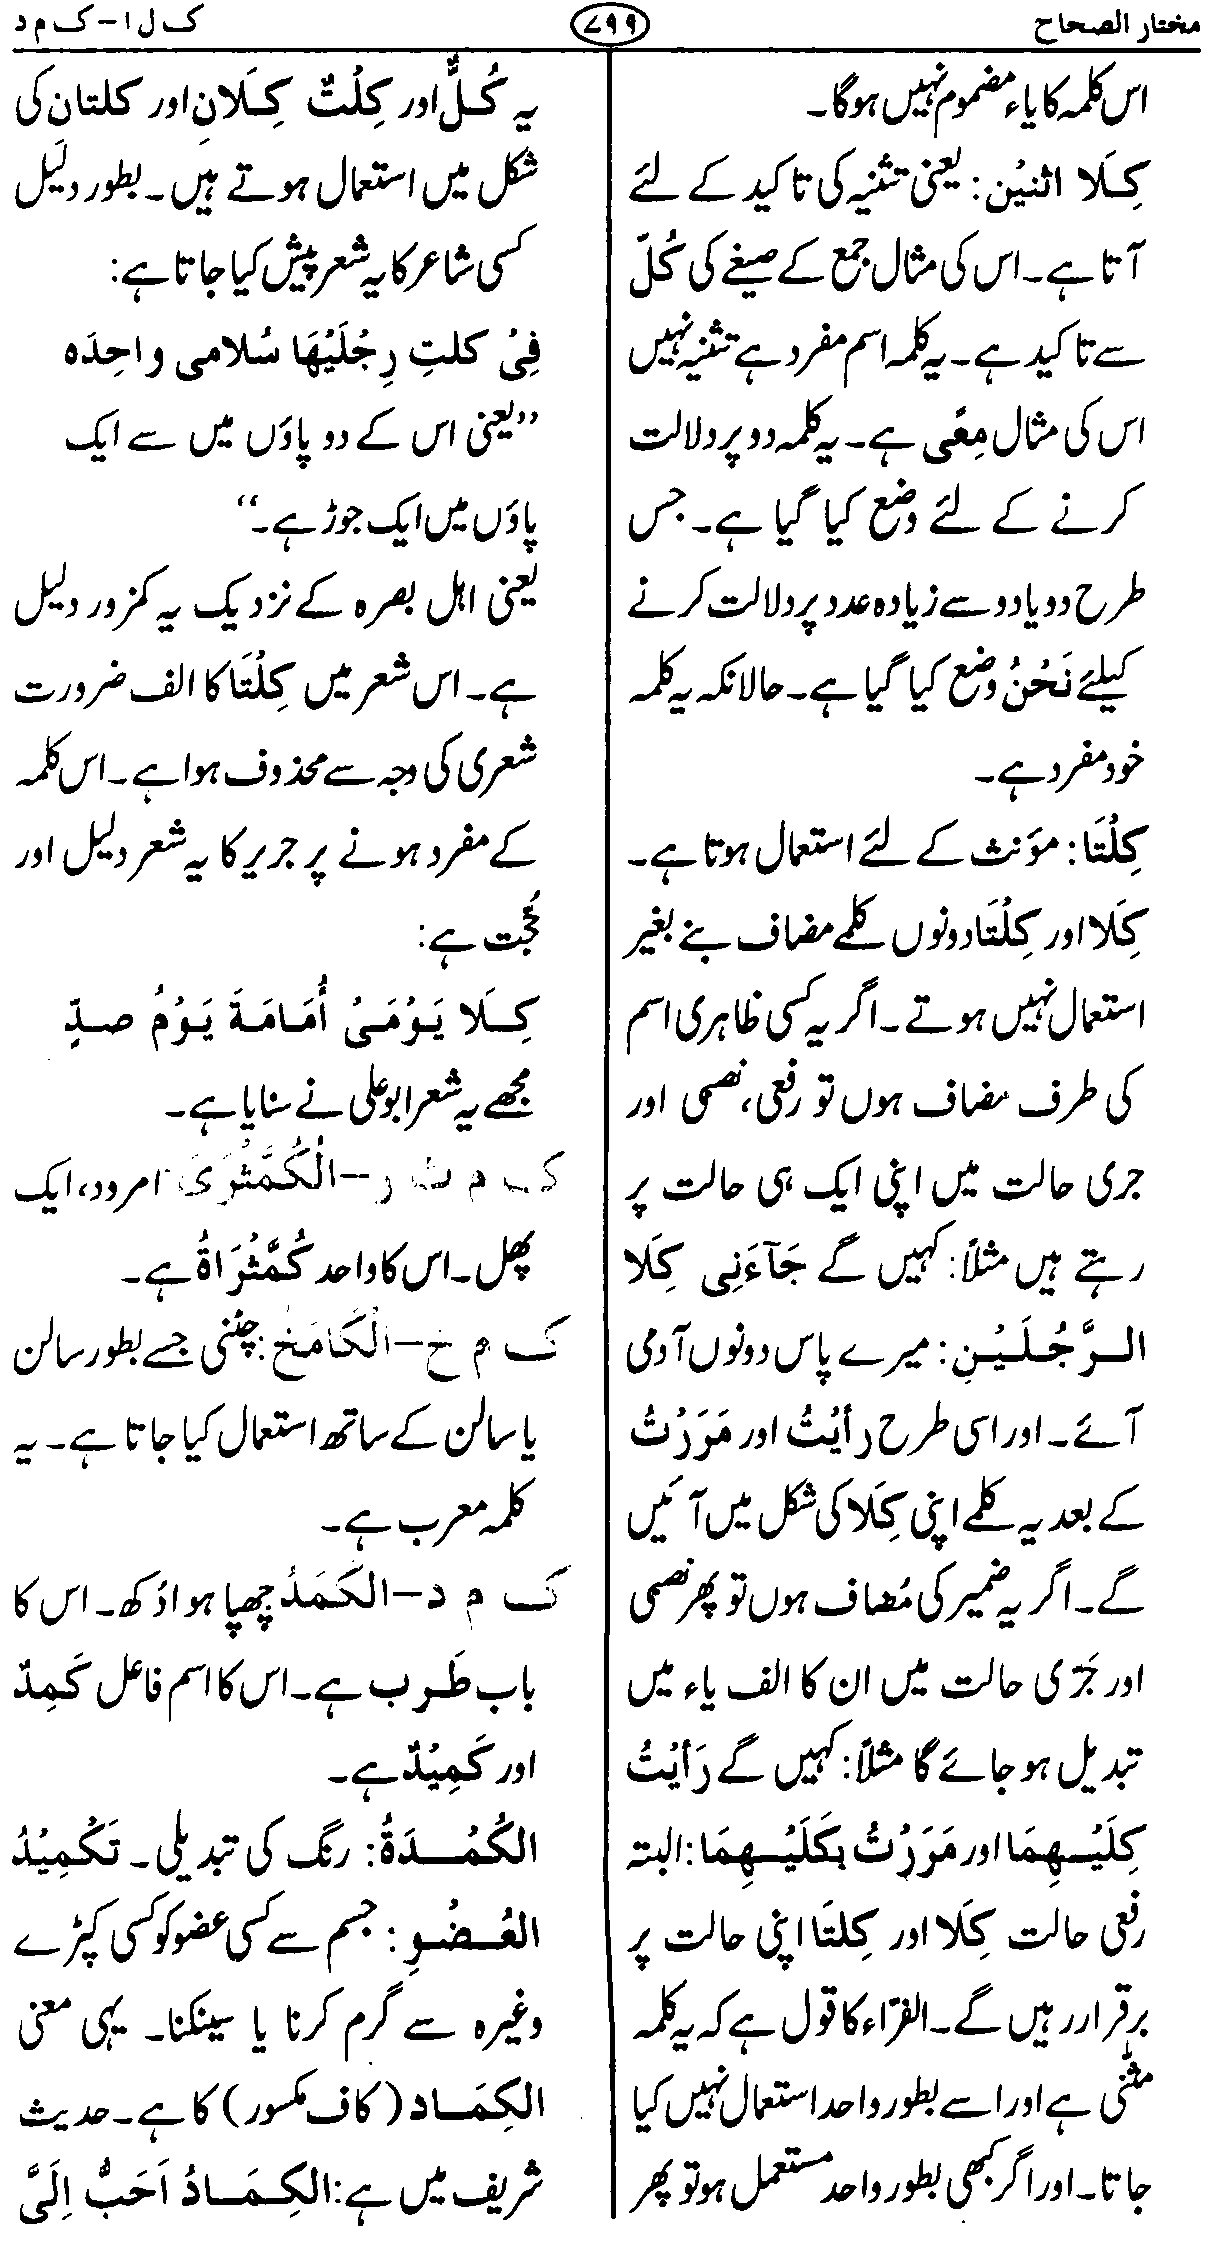 مختار الصحاح
۷۹۹
ک ل ا–ک م د
اس کلمہ کا یاء مضموم نہیں ہوگا۔
کِلَا اثنیْن: یعنی تثنیہ کی تاکید کے لئے
آتا ہے۔ اس کی مثال جمع کے صیغے کی کُلّ
سے تاکید ہے۔ یہ کلمہ اسم مفرد ہے تثنیہ نہیں
اس کی مثال مِعًی ہے۔ یہ کلمہ دو پر دلالت
کرنے کے لئے وضع کیا گیا ہے۔ جس
طرح دو یا دو سے زیادہ عدد پر دلالت کرنے
کیلئے نَحْنُ وضع کیا گیا ہے۔ حالانکہ یہ کلمہ
خود مفرد ہے۔
کِلْتَا: مؤنث کے لئے استعمال ہوتا ہے۔
کِلَا اور کِلْتَا دونوں کلمے مضاف بنے بغیر
استعمال نہیں ہوتے۔ اگر یہ کسی ظاہری اسم
کی طرف مضاف ہوں تو رفعی، نصبی اور
جری حالت میں اپنی ایک ہی حالت پر
رہتے ہیں مثلاً: کہیں گے جَآءَنِی کِلَا
الرَّجُلَیْنِ: میرے پاس دونوں آدمی
آئے۔ اور اسی طرح رأیْتُ اور مَرَرْتُ
کے بعد یہ کلمے اپنی کِلَا کی شکل میں آئیں
گے۔ اگر یہ ضمیر کی مُضاف ہوں تو پھر نصبی
اور جَرّی حالت میں ان کا الف یاء میں
تبدیل ہو جائے گا مثلاً: کہیں گے رَأیْتُ
کِلَیْهِمَا اور مَرَرْتُ بِکَلَیْهِمَا: البتہ
رفعی حالت کِلَا اور کِلتَا اپنی حالت پر
برقرار رہیں گے۔ الفرّاء کا قول ہے کہ یہ کلمہ
مثنّٰی ہے اور اسے بطور واحد استعمال نہیں کیا
جاتا۔ اور اگر کبھی بطور واحد مستعمل ہو تو پھر
یہ کُلٌّ اور کِلْتٌ کِلَانِ اور کلتان کی
شکل میں استعمال ہوتے ہیں۔ بطور دلیل
کسی شاعر کا یہ شعر پیش کیا جاتا ہے:
فِیْ کلتِ رِجْلَیْهَا سُلامی واحِدَه
”یعنی اس کے دو پاؤں میں سے ایک
پاؤں میں ایک جوڑ ہے۔“
یعنی اہل بصرہ کے نزدیک یہ کمزور دلیل
ہے۔ اس شعر میں کِلْتَا کا الف ضرورت
شعری کی وجہ سے محذوف ہوا ہے۔ اس کلمہ
کے مفرد ہونے پر جریر کا یہ شعر دلیل اور
حُجّت ہے:
کِلَا یَوْمَیْ اُمَامَةَ یَوْمُ صدٍّ
مجھے یہ شعر ابو علی نے سنایا ہے۔
ک م ث ر–الْکُمَّثْرَی امرود، ایک
پھل۔ اس کا واحد کُمَّثْرَاةٌ ہے۔
ک م خ–الْکَامَخُ: چٹنی جسے بطور سالن
یا سالن کے ساتھ استعمال کیا جاتا ہے۔ یہ
کلمہ معرب ہے۔
ک م د–الکَمَدُ چھپا ہوا دُکھ۔ اس کا
باب طَرب ہے۔ اس کا اسم فاعل کَمِدٌ
اور کَمِیْدٌ ہے۔
الکُمْدَةُ: رنگ کی تبدیلی۔ تَکْمِیْدُ
العُضْوِ: جسم سے کسی عضو کو کسی کپڑے
وغیرہ سے گرم کرنا یا سینکنا۔ یہی معنی
الکِمَاد (کاف مکسور) کا ہے۔ حدیث
شریف میں ہے: الکِمَادُ اَحَبُّ اِلَیَّ